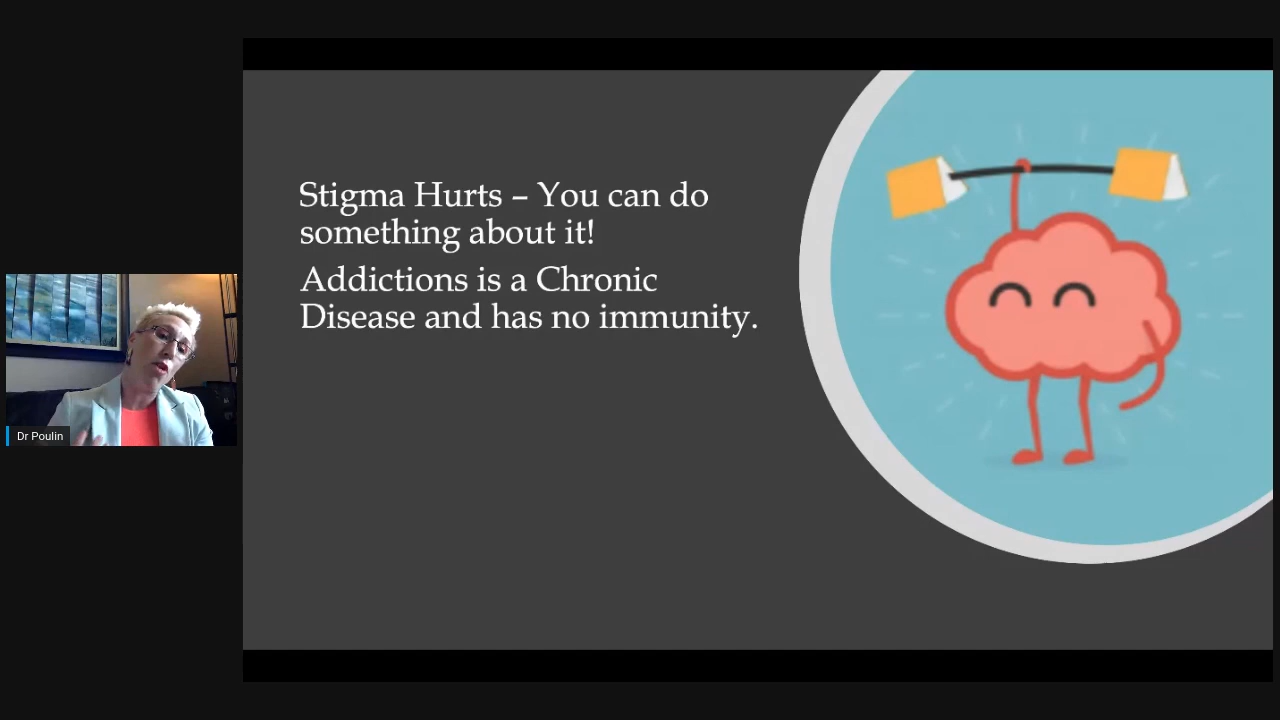 Stigma Hurts – You can do
something about it!
Addictions is a Chronic
Disease and has no immunity.
Dr Poulin